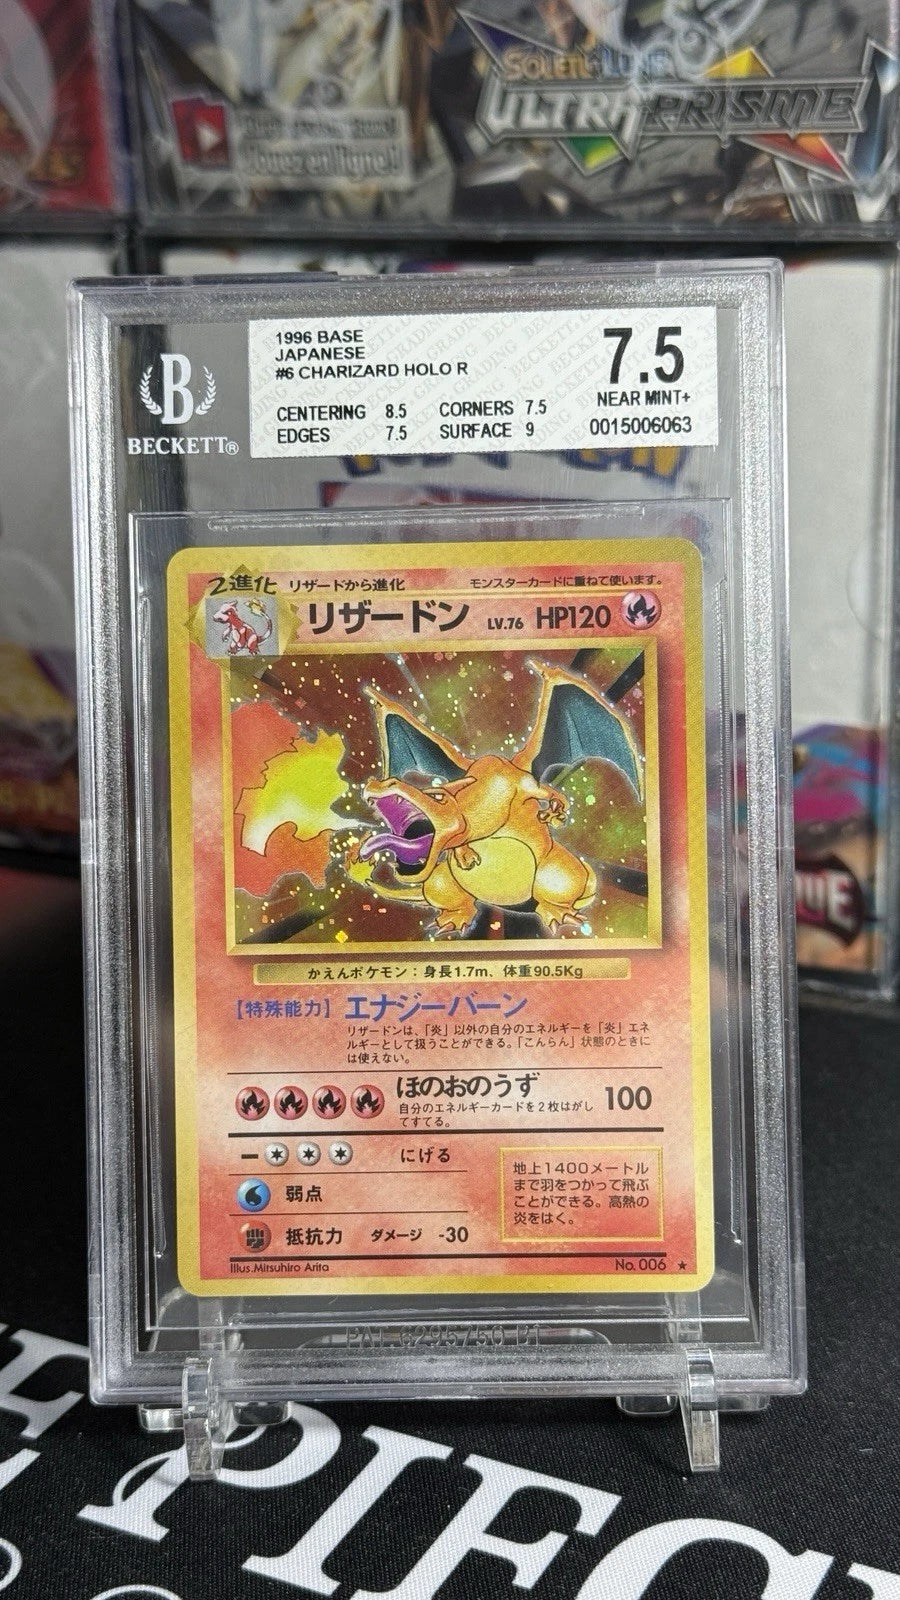 SOLEIL LUNE
ULTRA PRISME
Jouez en ligne!
1996 BASE
JAPANESE
#6 CHARIZARD HOLO R
7.5
NEAR MINT+
CENTERING 8.5 CORNERS 7.5
EDGES 7.5 SURFACE 9
0015006063
B
BECKETT®
2進化 リザードから進化 モンスターカードに重ねて使います。
リザードン LV.76 HP120
かえんポケモン：身長1.7m、体重90.5Kg
【特殊能力】エナジーバーン
リザードンは、「炎」以外の自分のエネルギーを「炎」エネ
ルギーとして扱うことができる。「こんらん」状態のときに
は使えない。
ほのおのうず 100
自分のエネルギーカードを2枚はがし
てすてる。
ー にげる
弱点
抵抗力 ダメージ -30
地上1400メートル
まで羽をつかって飛ぶ
ことができる。高熱の
炎をはく。
Illus.Mitsuhiro Arita No.006 ★
PAT. 6295750 B1
PIEC